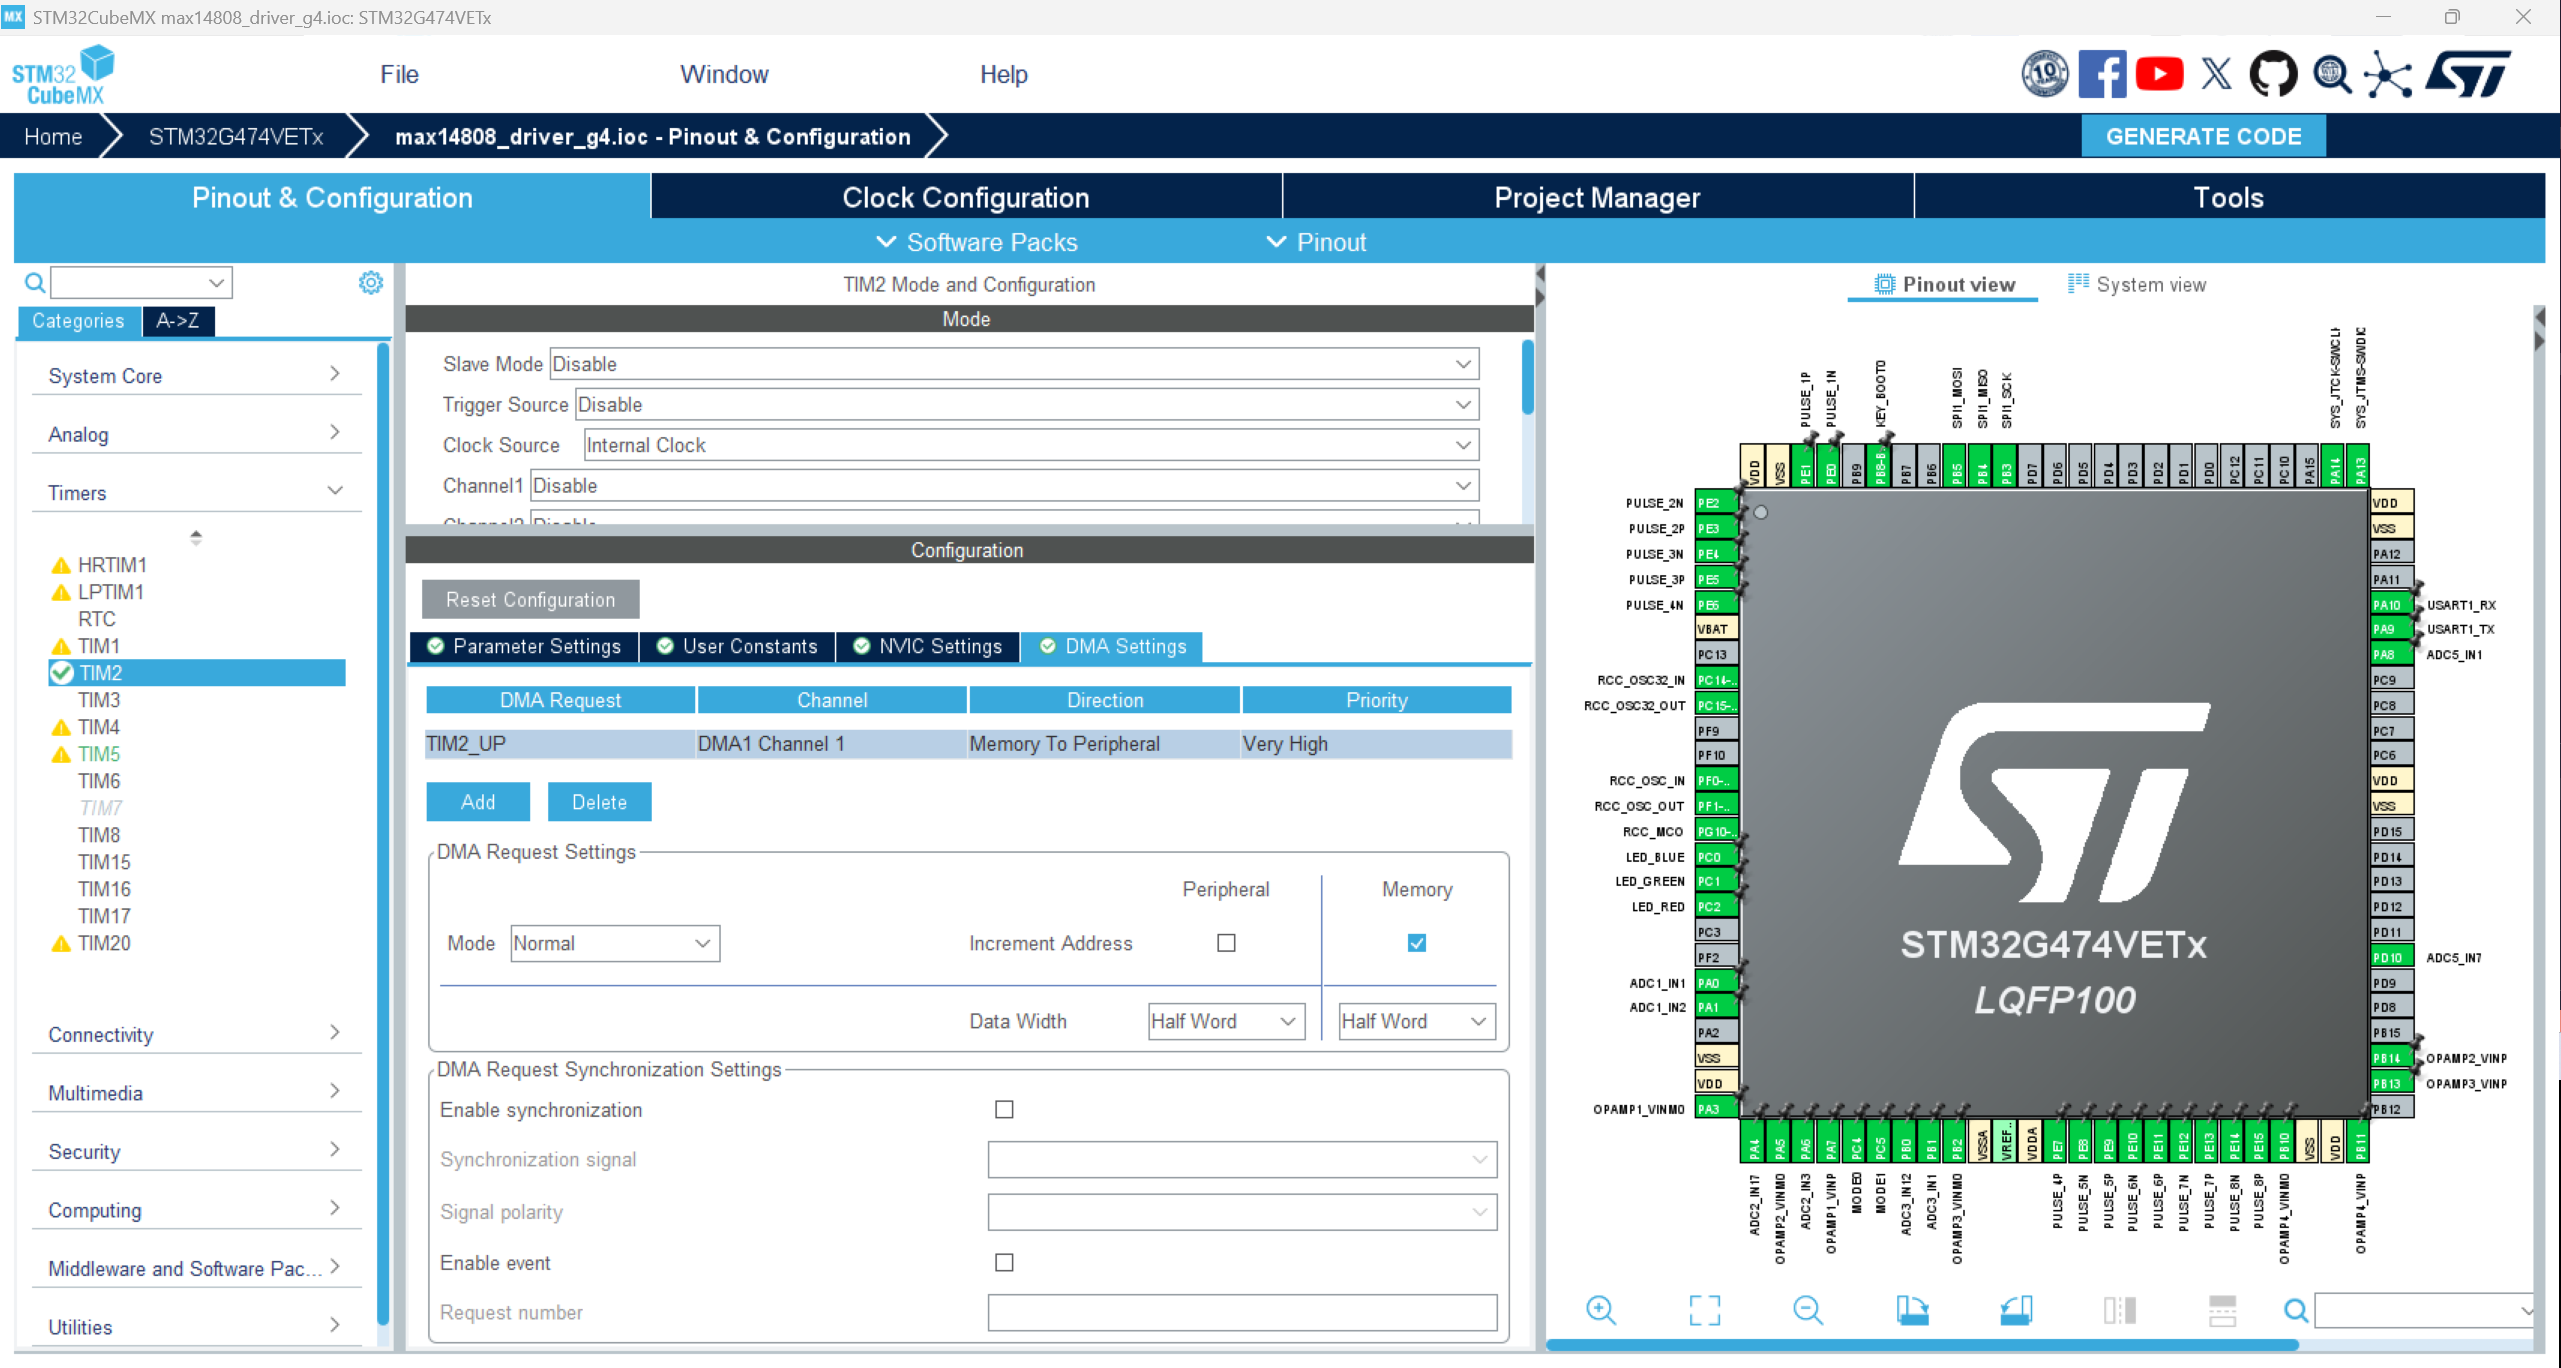 MX STM32CubeMX max14808_driver_g4.ioc: STM32G474VETx
STM32
CubeMX
File
Window
Help
10
Home
STM32G474VETx
max14808_driver_g4.ioc - Pinout & Configuration
GENERATE CODE
Pinout & Configuration
Clock Configuration
Project Manager
Tools
Software Packs
Pinout
Categories
A->Z
System Core
Analog
Timers
HRTIM1
LPTIM1
RTC
TIM1
TIM2
TIM3
TIM4
TIM5
TIM6
TIM7
TIM8
TIM15
TIM16
TIM17
TIM20
Connectivity
Multimedia
Security
Computing
Middleware and Software Pac...
Utilities
TIM2 Mode and Configuration
Mode
Slave Mode Disable
Trigger Source Disable
Clock Source Internal Clock
Channel1 Disable
Channel2 Disable
Configuration
Reset Configuration
Parameter Settings
User Constants
NVIC Settings
DMA Settings
DMA Request Channel Direction Priority
TIM2_UP DMA1 Channel 1 Memory To Peripheral Very High
Add
Delete
DMA Request Settings
Peripheral Memory
Mode Normal
Increment Address
Data Width Half Word Half Word
DMA Request Synchronization Settings
Enable synchronization
Synchronization signal
Signal polarity
Enable event
Request number
Pinout view
System view
PULSE_1P
PULSE_1N
KEY_BOOT0
SPI1_MOSI
SPI1_MISO
SPI1_SCK
VDD
VSS
PE1
PE0
PB9
PB8-B..
PB7
PB6
PB5
PB4
PB3
PD7
PD6
PD5
PD4
PD3
PD2
PD1
PD0
PC12
PC11
PC10
PA15
PA14
PA13
PULSE_2N PE2
PULSE_2P PE3
PULSE_3N PE4
PULSE_3P PE5
PULSE_4N PE6
VBAT
PC13
RCC_OSC32_IN PC14-..
RCC_OSC32_OUT PC15-..
PF9
PF10
RCC_OSC_IN PF0-..
RCC_OSC_OUT PF1-..
RCC_MCO PG10-..
LED_BLUE PC0
LED_GREEN PC1
LED_RED PC2
PC3
PF2
ADC1_IN1 PA0
ADC1_IN2 PA1
PA2
VSS
VDD
OPAMP1_VINM0 PA3
STM32G474VETx
LQFP100
VDD
VSS
PA12
PA11
PA10 USART1_RX
PA9 USART1_TX
PA8 ADC5_IN1
PC9
PC8
PC7
PC6
VDD
VSS
PD15
PD14
PD13
PD12
PD11
PD10 ADC5_IN7
PD9
PD8
PB15
PB14 OPAMP2_VINP
PB13 OPAMP3_VINP
PB12
PA4
PA5
PA6
PA7
PC4
PC5
PB0
PB1
PB2
VSSA
VREF..
VDDA
PE7
PE8
PE9
PE10
PE11
PE12
PE13
PE14
PE15
PB10
VSS
VDD
PB11
ADC2_IN17
OPAMP2_VINM0
ADC2_IN3
OPAMP1_VINP
MODE0
MODE1
ADC3_IN12
ADC3_IN1
OPAMP3_VINM0
PULSE_4P
PULSE_5N
PULSE_5P
PULSE_6N
PULSE_6P
PULSE_7N
PULSE_7P
PULSE_8N
PULSE_8P
OPAMP4_VINM0
OPAMP4_VINP